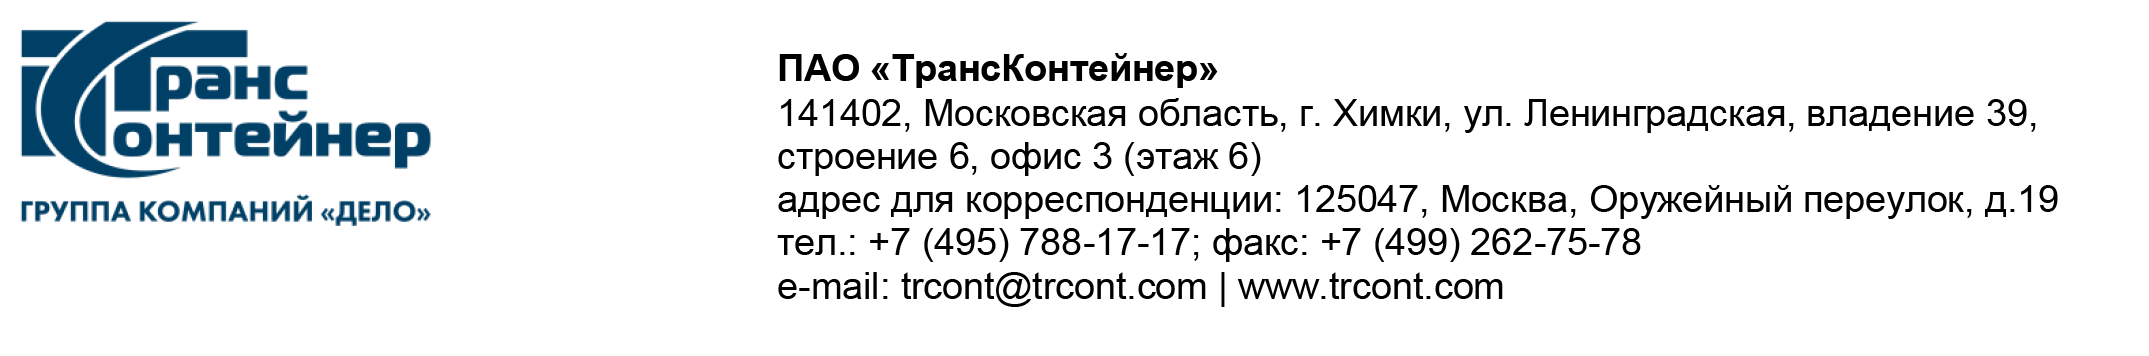 Транс
Контейнер
ГРУППА КОМПАНИЙ «ДЕЛО»
ПАО «ТрансКонтейнер»
141402, Московская область, г. Химки, ул. Ленинградская, владение 39,
строение 6, офис 3 (этаж 6)
адрес для корреспонденции: 125047, Москва, Оружейный переулок, д.19
тел.: +7 (495) 788-17-17; факс: +7 (499) 262-75-78
e-mail: trcont@trcont.com | www.trcont.com